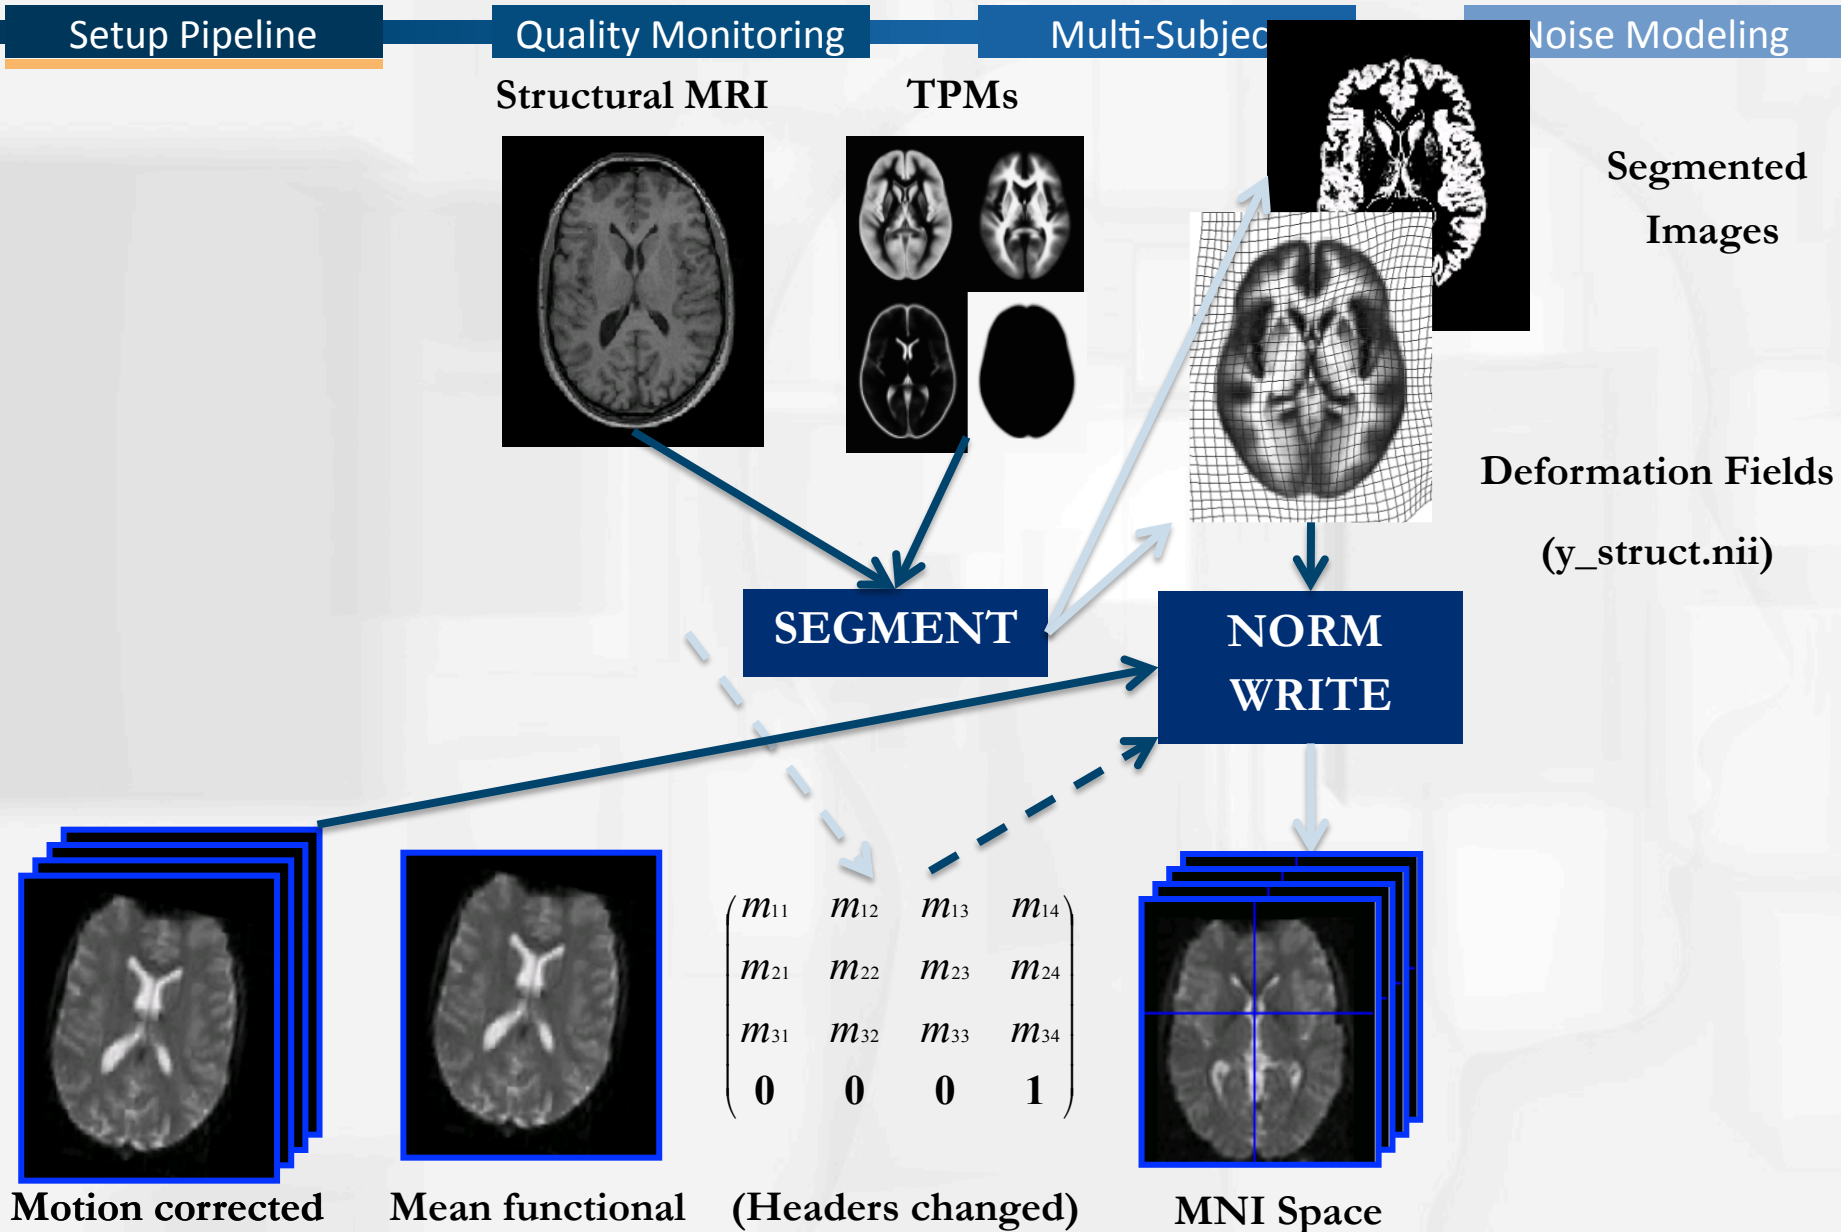 Setup Pipeline
Quality Monitoring
Multi-Subjec
Noise Modeling
Structural MRI
TPMs
Segmented
Images
Deformation Fields
(y_struct.nii)
SEGMENT
NORM
WRITE
m11 m12 m13 m14
m21 m22 m23 m24
m31 m32 m33 m34
0 0 0 1
Motion corrected
Mean functional
(Headers changed)
MNI Space